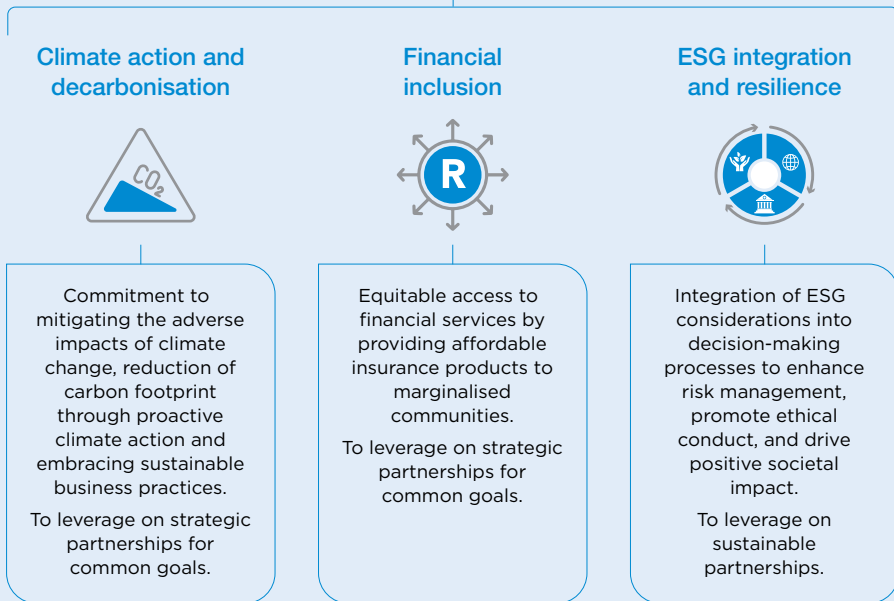 Climate action and
decarbonisation
CO₂
Commitment to
mitigating the adverse
impacts of climate
change, reduction of
carbon footprint
through proactive
climate action and
embracing sustainable
business practices.
To leverage on strategic
partnerships for
common goals.
Financial
inclusion
R
Equitable access to
financial services by
providing affordable
insurance products to
marginalised
communities.
To leverage on strategic
partnerships for
common goals.
ESG integration
and resilience
Integration of ESG
considerations into
decision-making
processes to enhance
risk management,
promote ethical
conduct, and drive
positive societal
impact.
To leverage on
sustainable
partnerships.